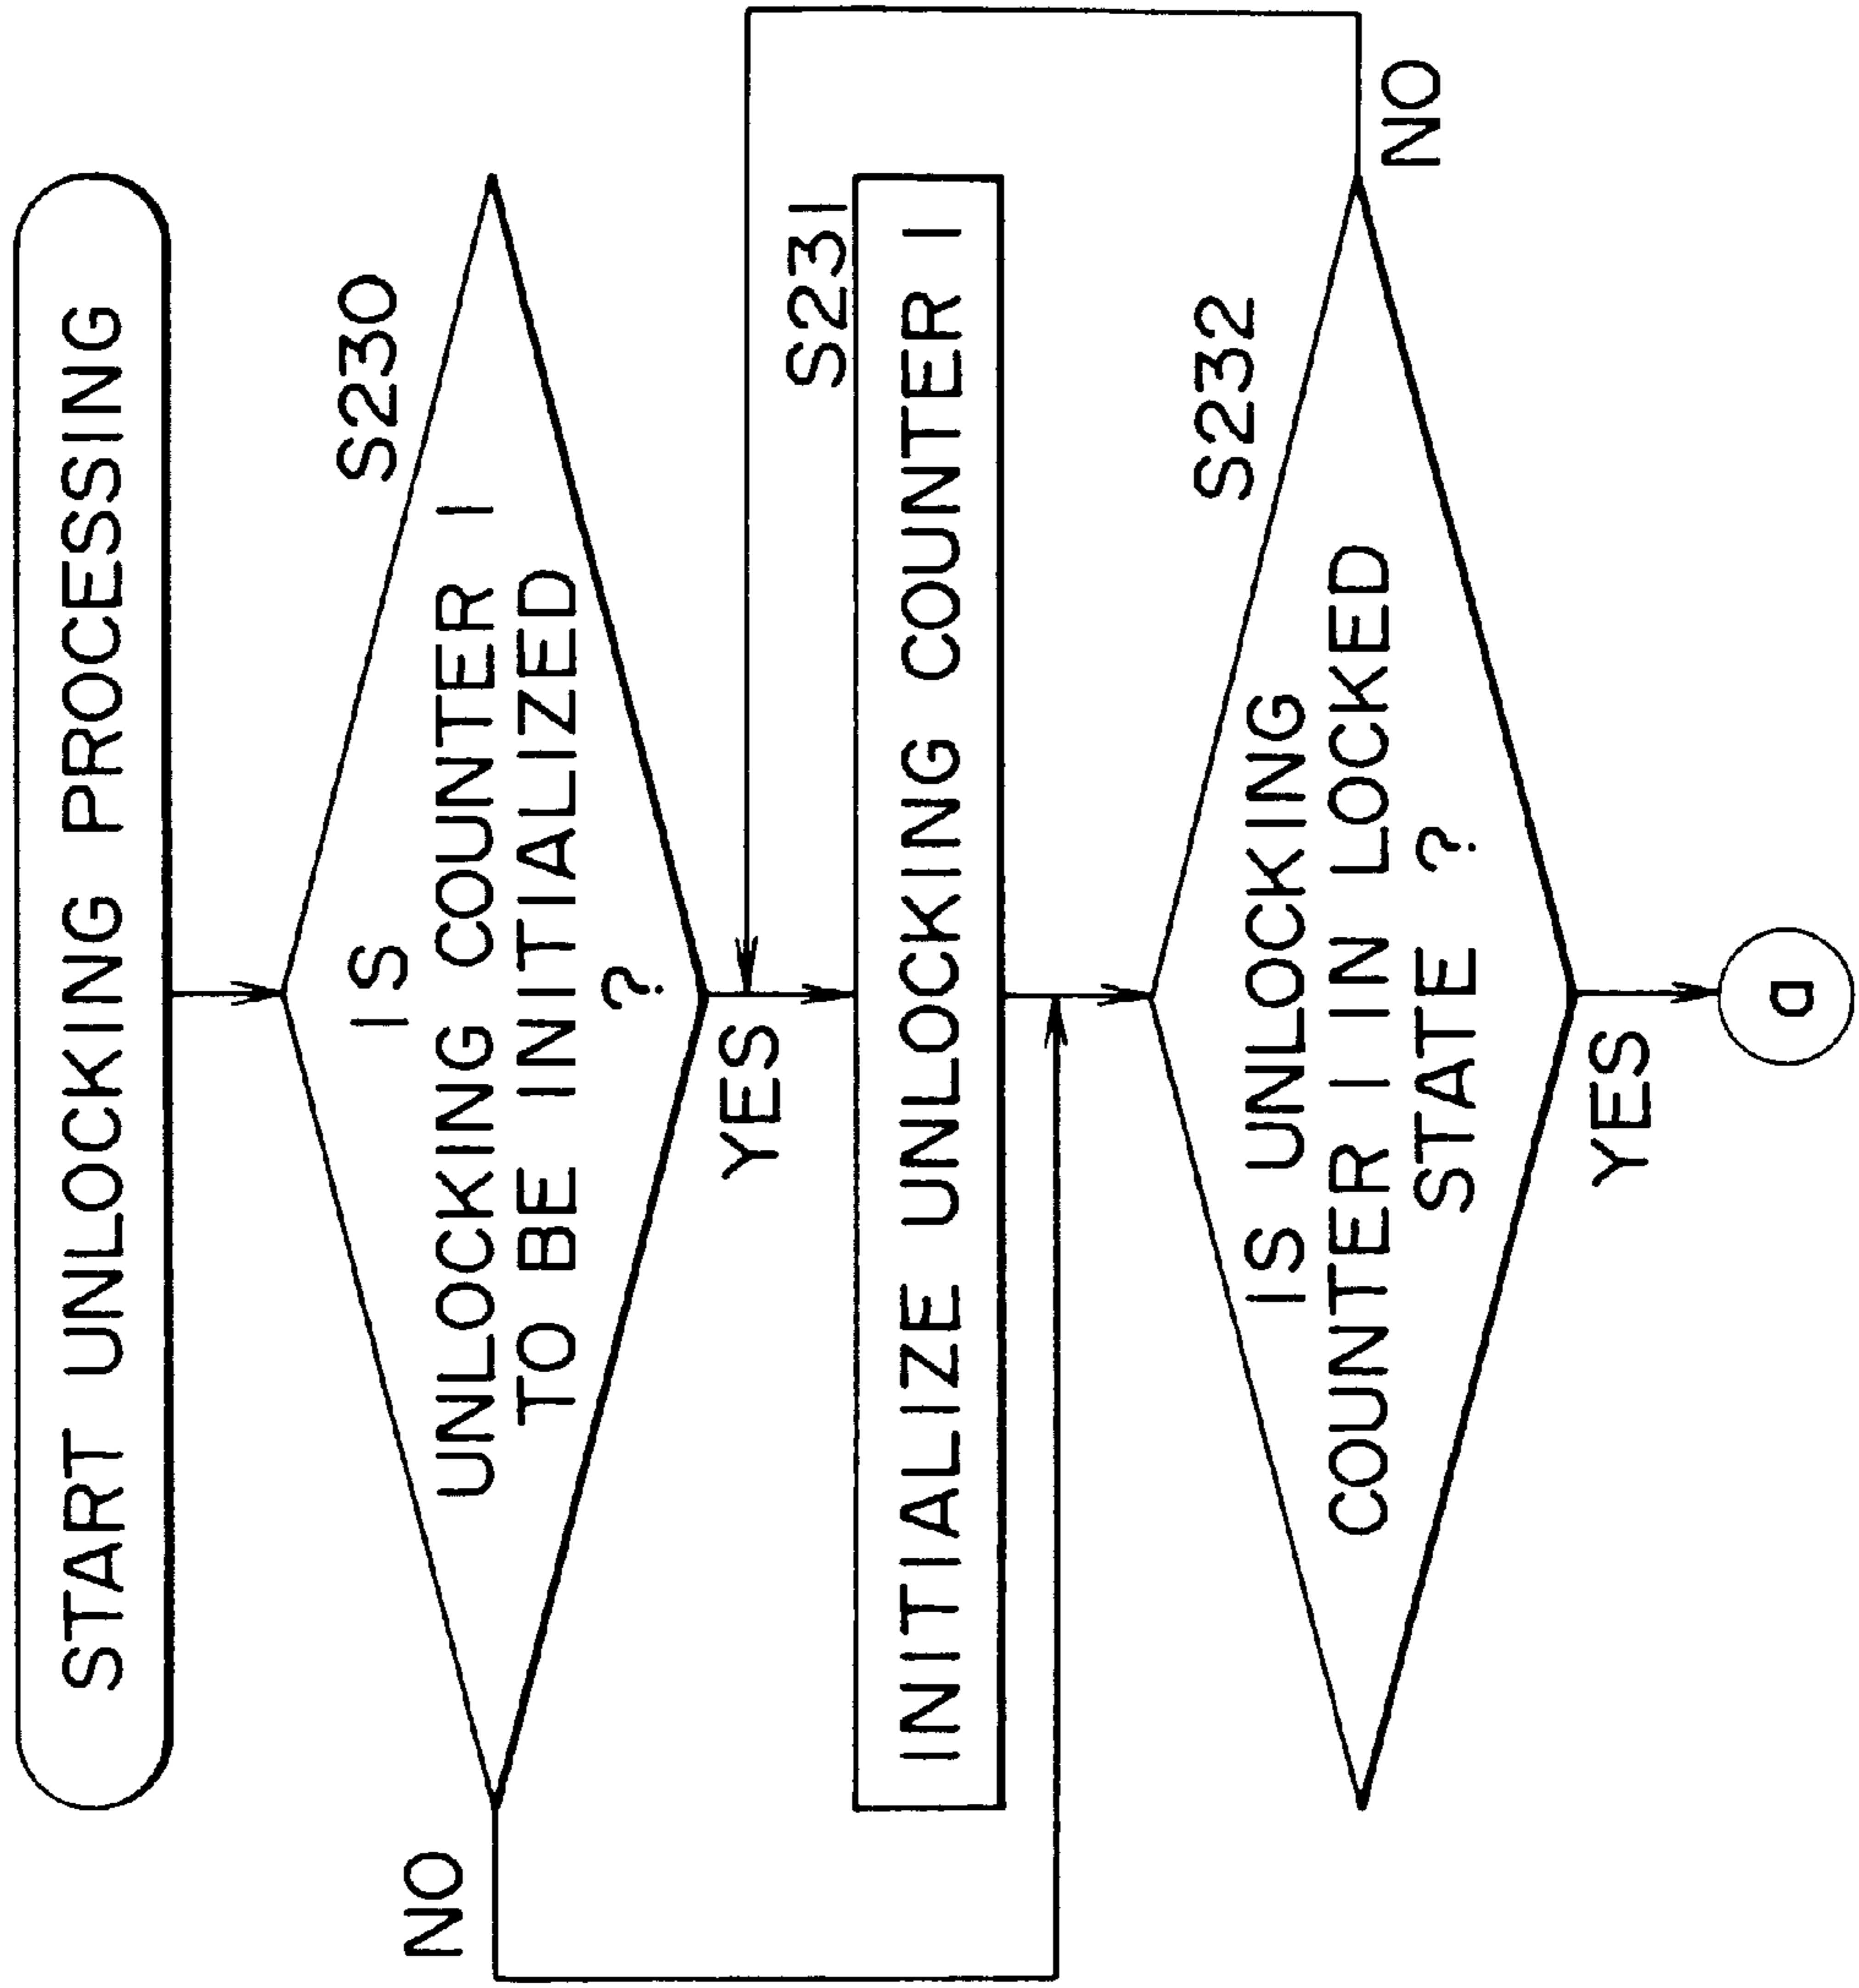 START UNLOCKING PROCESSING
S230
IS
UNLOCKING COUNTER I
TO BE INITIALIZED
?
NO
YES
S231
INITIALIZE UNLOCKING COUNTER I
S232
IS UNLOCKING
COUNTER I IN LOCKED
STATE ?
NO
YES
a